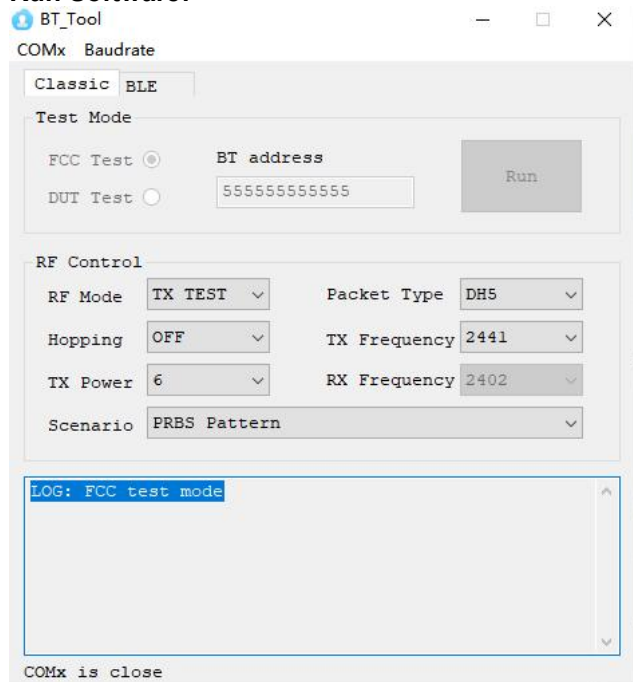 Run Software:
BT_Tool
COMx Baudrate
Classic BLE
Test Mode
FCC Test BT address
DUT Test 555555555555 Run
RF Control
RF Mode TX TEST Packet Type DH5
Hopping OFF TX Frequency 2441
TX Power 6 RX Frequency 2402
Scenario PRBS Pattern
LOG: FCC test mode
COMx is close